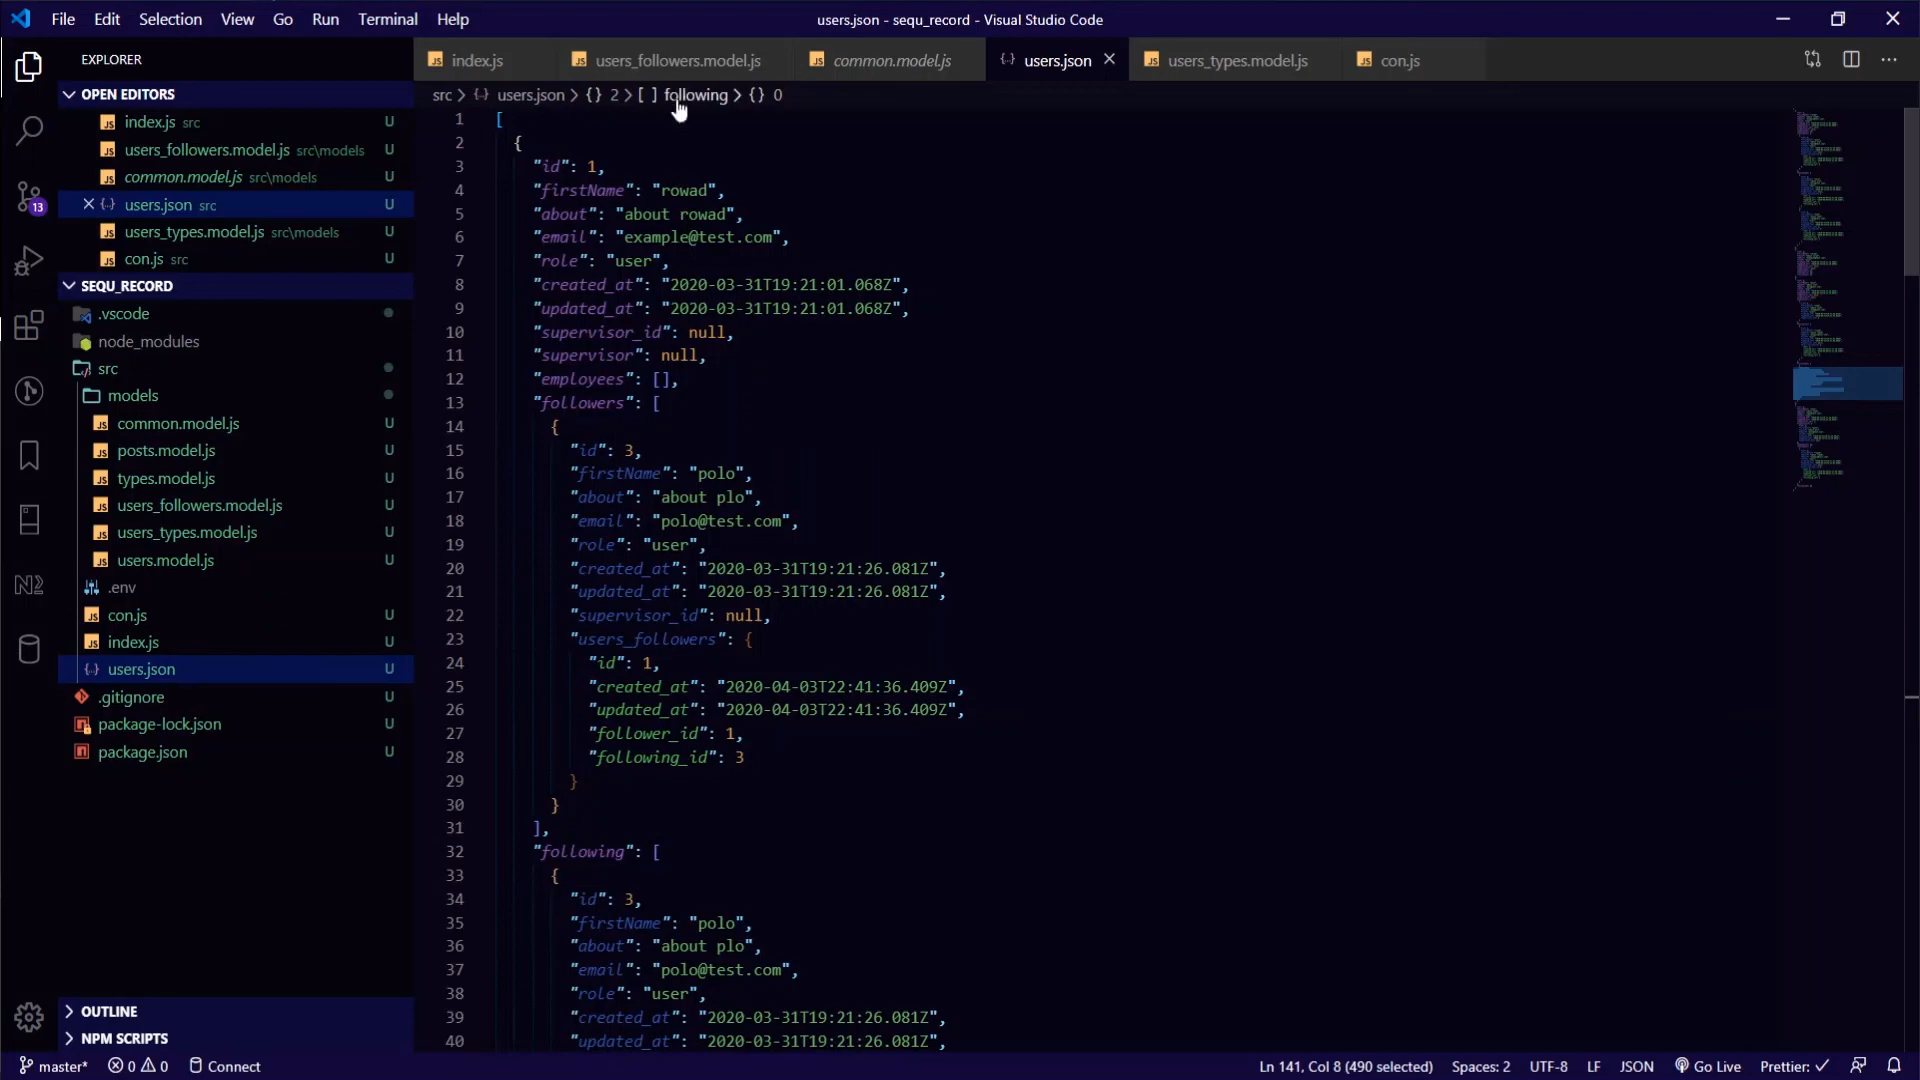 File Edit Selection View Go Run Terminal Help users.json - sequ_record - Visual Studio Code
EXPLORER
index.js users_followers.model.js common.model.js users.json users_types.model.js con.js
OPEN EDITORS
index.js src U
users_followers.model.js src\models U
common.model.js src\models U
users.json src U
users_types.model.js src\models U
con.js src U
SEQU_RECORD
.vscode
node_modules
src
models
common.model.js U
posts.model.js U
types.model.js U
users_followers.model.js U
users_types.model.js U
users.model.js U
.env
con.js U
index.js U
users.json U
.gitignore U
package-lock.json U
package.json U
OUTLINE
NPM SCRIPTS
13
N2
src > {} users.json > {} 2 > [ ] following > {} 0
1 [
2 {
3 "id": 1,
4 "firstName": "rowad",
5 "about": "about rowad",
6 "email": "example@test.com",
7 "role": "user",
8 "created_at": "2020-03-31T19:21:01.068Z",
9 "updated_at": "2020-03-31T19:21:01.068Z",
10 "supervisor_id": null,
11 "supervisor": null,
12 "employees": [],
13 "followers": [
14 {
15 "id": 3,
16 "firstName": "polo",
17 "about": "about plo",
18 "email": "polo@test.com",
19 "role": "user",
20 "created_at": "2020-03-31T19:21:26.081Z",
21 "updated_at": "2020-03-31T19:21:26.081Z",
22 "supervisor_id": null,
23 "users_followers": {
24 "id": 1,
25 "created_at": "2020-04-03T22:41:36.409Z",
26 "updated_at": "2020-04-03T22:41:36.409Z",
27 "follower_id": 1,
28 "following_id": 3
29 }
30 }
31 ],
32 "following": [
33 {
34 "id": 3,
35 "firstName": "polo",
36 "about": "about plo",
37 "email": "polo@test.com",
38 "role": "user",
39 "created_at": "2020-03-31T19:21:26.081Z",
40 "updated_at": "2020-03-31T19:21:26.081Z",
master* 0 0 Connect Ln 141, Col 8 (490 selected) Spaces: 2 UTF-8 LF JSON Go Live Prettier: ✓